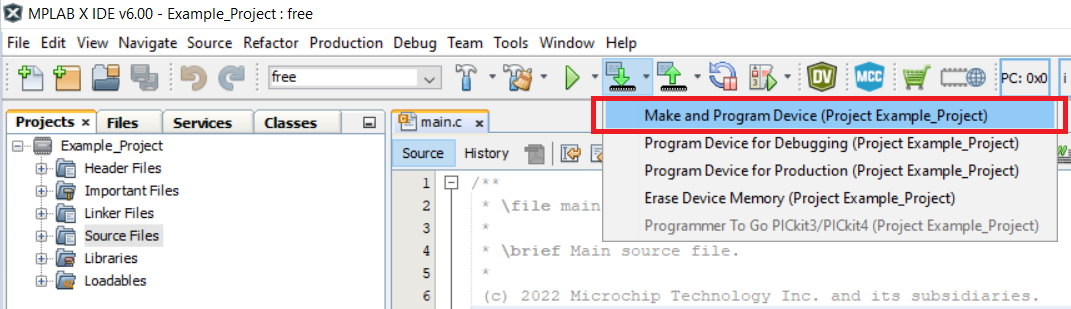 MPLAB X IDE v6.00 - Example_Project : free
File Edit View Navigate Source Refactor Production Debug Team Tools Window Help
free
DV
MCC
PC: 0x0
i
Projects x Files Services Classes
Example_Project
Header Files
Important Files
Linker Files
Source Files
Libraries
Loadables
main.c x
Source History
Make and Program Device (Project Example_Project)
Program Device for Debugging (Project Example_Project)
Program Device for Production (Project Example_Project)
Erase Device Memory (Project Example_Project)
Programmer To Go PICkit3/PICkit4 (Project Example_Project)
1 /**
2 * \file main
3 *
4 * \brief Main source file.
5 *
6 (c) 2022 Microchip Technology Inc. and its subsidiaries.